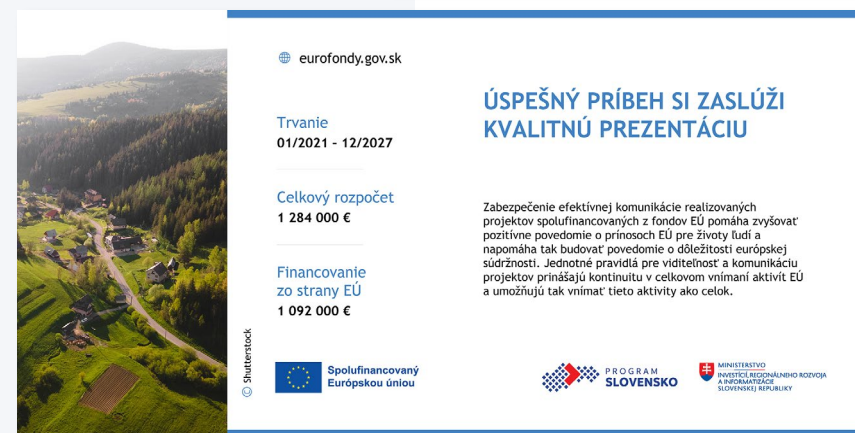 eurofondy.gov.sk
Trvanie
01/2021 - 12/2027
Celkový rozpočet
1 284 000 €
Financovanie
zo strany EÚ
1 092 000 €
© Shutterstock
Spolufinancovaný
Európskou úniou
ÚSPEŠNÝ PRÍBEH SI ZASLÚŽI
KVALITNÚ PREZENTÁCIU
Zabezpečenie efektívnej komunikácie realizovaných
projektov spolufinancovaných z fondov EÚ pomáha zvyšovať
pozitívne povedomie o prínosoch EÚ pre životy ľudí a
napomáha tak budovať povedomie o dôležitosti európskej
súdržnosti. Jednotné pravidlá pre viditeľnosť a komunikáciu
projektov prinášajú kontinuitu v celkovom vnímaní aktivít EÚ
a umožňujú tak vnímať tieto aktivity ako celok.
PROGRAM
SLOVENSKO
MINISTERSTVO
INVESTÍCIÍ, REGIONÁLNEHO ROZVOJA
A INFORMATIZÁCIE
SLOVENSKEJ REPUBLIKY